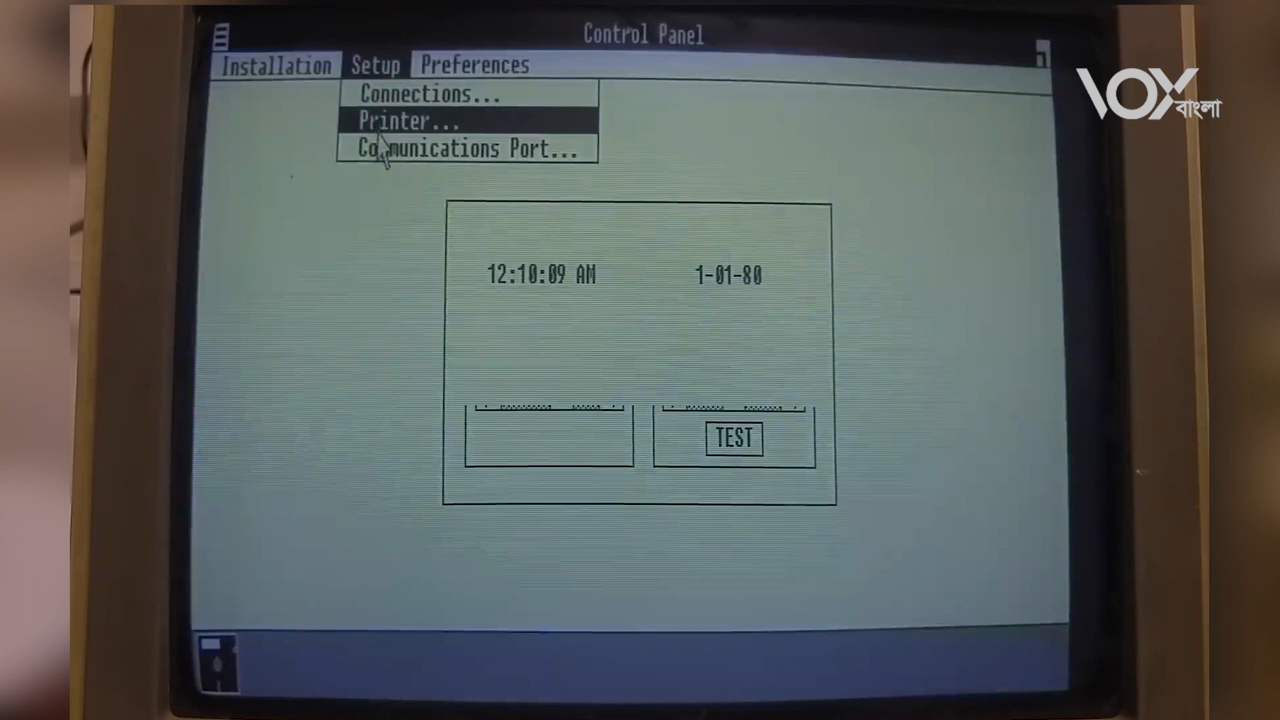 Control Panel
Installation Setup Preferences
Connections...
Printer...
Communications Port...
VOX বাংলা
12:10:09 AM 1-01-80
TEST